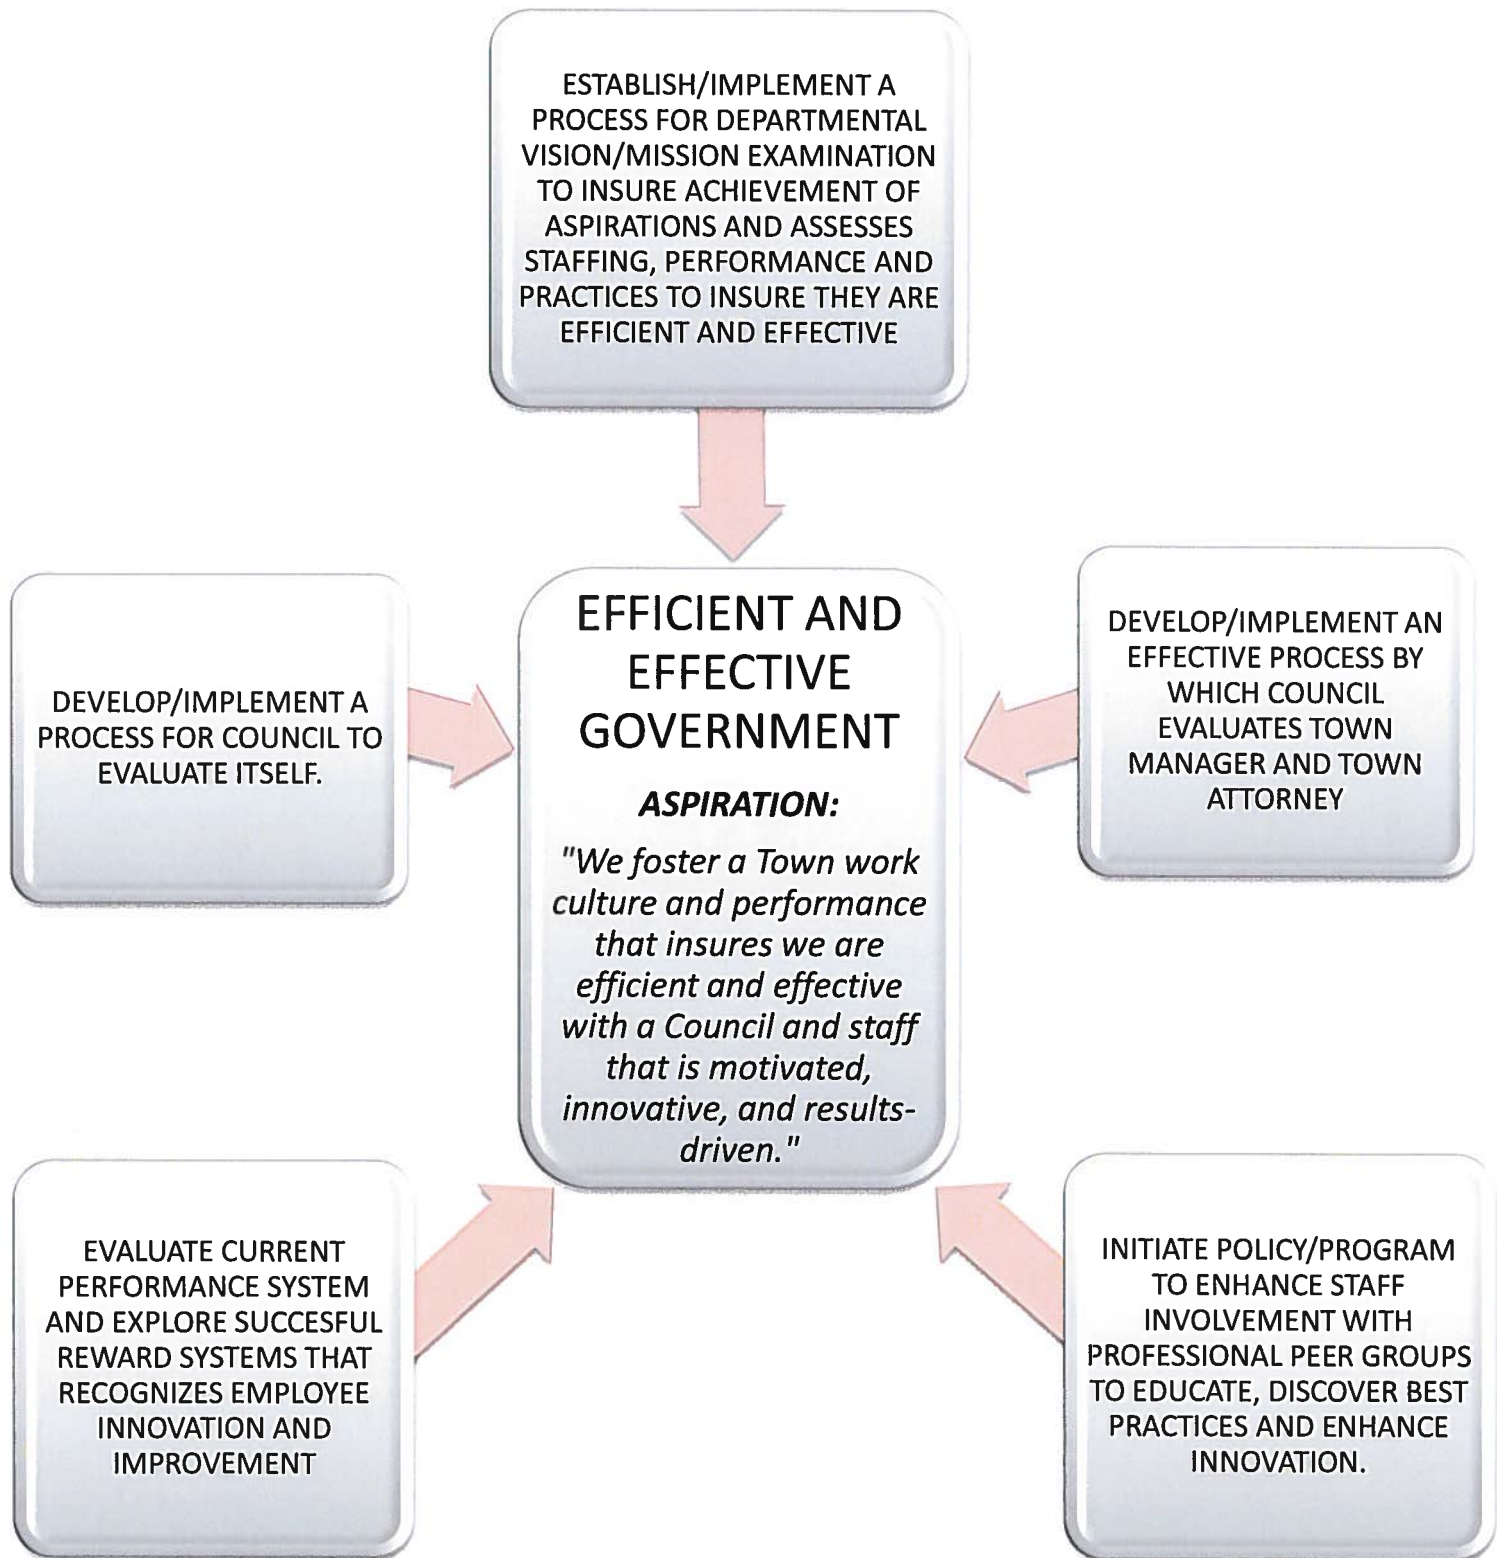 ESTABLISH/IMPLEMENT A
PROCESS FOR DEPARTMENTAL
VISION/MISSION EXAMINATION
TO INSURE ACHIEVEMENT OF
ASPIRATIONS AND ASSESSES
STAFFING, PERFORMANCE AND
PRACTICES TO INSURE THEY ARE
EFFICIENT AND EFFECTIVE
DEVELOP/IMPLEMENT A
PROCESS FOR COUNCIL TO
EVALUATE ITSELF.
EFFICIENT AND
EFFECTIVE
GOVERNMENT
ASPIRATION:
"We foster a Town work
culture and performance
that insures we are
efficient and effective
with a Council and staff
that is motivated,
innovative, and results-
driven."
DEVELOP/IMPLEMENT AN
EFFECTIVE PROCESS BY
WHICH COUNCIL
EVALUATES TOWN
MANAGER AND TOWN
ATTORNEY
EVALUATE CURRENT
PERFORMANCE SYSTEM
AND EXPLORE SUCCESFUL
REWARD SYSTEMS THAT
RECOGNIZES EMPLOYEE
INNOVATION AND
IMPROVEMENT
INITIATE POLICY/PROGRAM
TO ENHANCE STAFF
INVOLVEMENT WITH
PROFESSIONAL PEER GROUPS
TO EDUCATE, DISCOVER BEST
PRACTICES AND ENHANCE
INNOVATION.